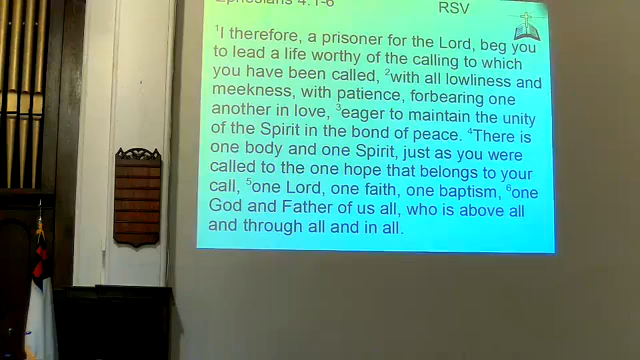 Ephesians 4:1-6 RSV
¹I therefore, a prisoner for the Lord, beg you
to lead a life worthy of the calling to which
you have been called, ²with all lowliness and
meekness, with patience, forbearing one
another in love, ³eager to maintain the unity
of the Spirit in the bond of peace. ⁴There is
one body and one Spirit, just as you were
called to the one hope that belongs to your
call, ⁵one Lord, one faith, one baptism, ⁶one
God and Father of us all, who is above all
and through all and in all.